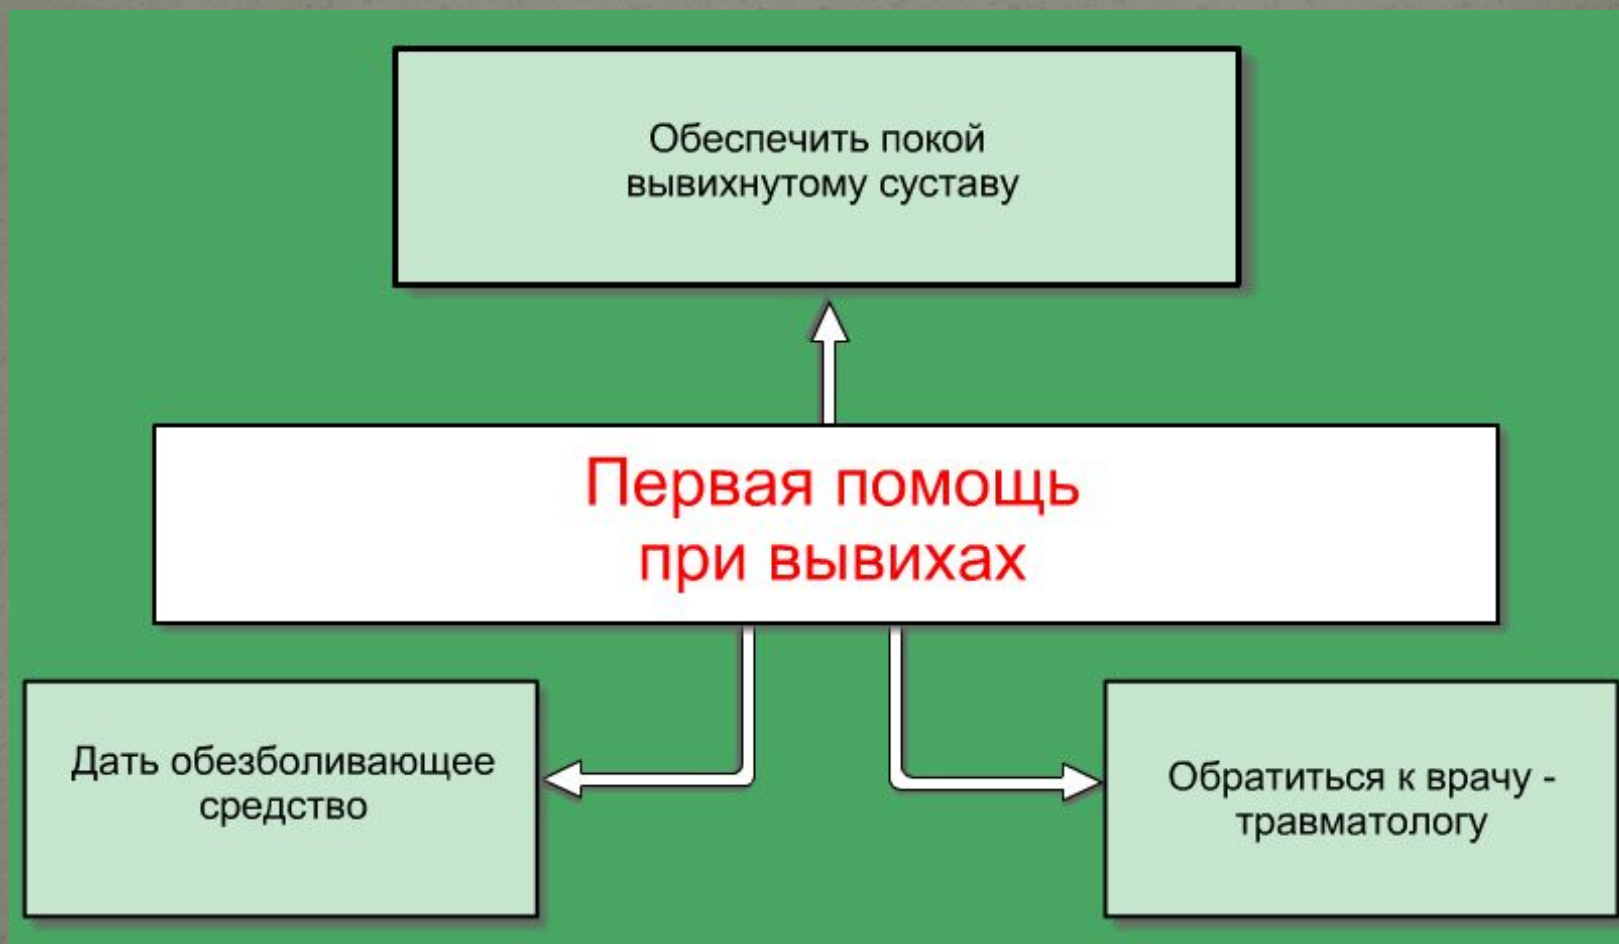 Обеспечить покой
вывихнутому суставу
Первая помощь
при вывихах
Дать обезболивающее
средство
Обратиться к врачу -
травматологу